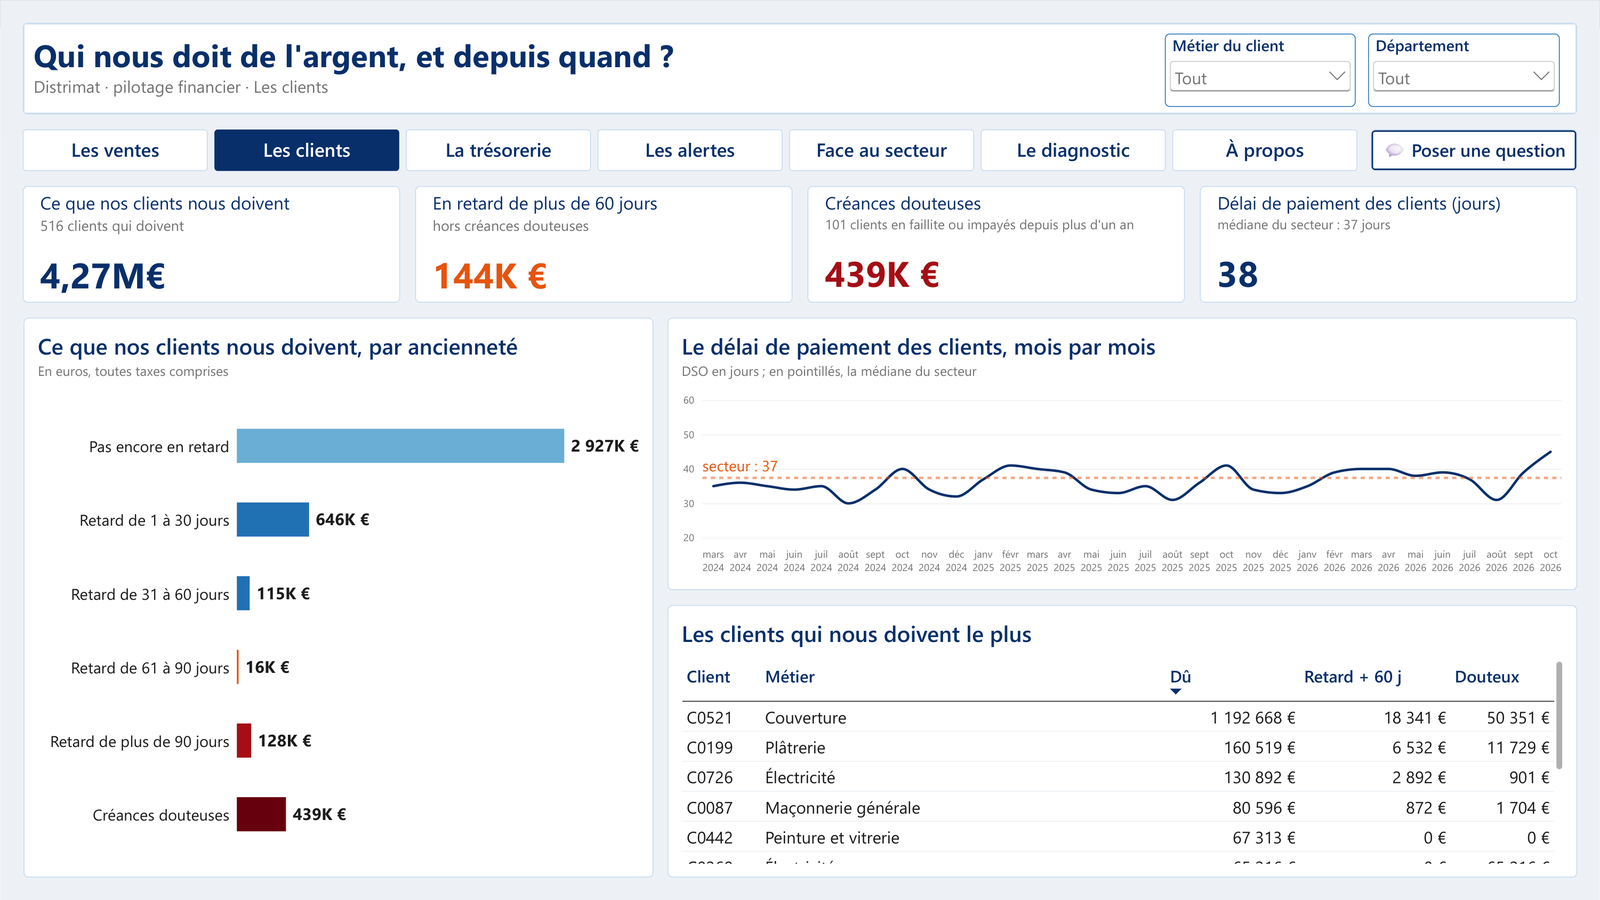 Qui nous doit de l'argent, et depuis quand ?
Distrimat · pilotage financier · Les clients
Métier du client
Tout
Département
Tout
Les ventes
Les clients
La trésorerie
Les alertes
Face au secteur
Le diagnostic
À propos
Poser une question
Ce que nos clients nous doivent
516 clients qui doivent
4,27M€
En retard de plus de 60 jours
hors créances douteuses
144K €
Créances douteuses
101 clients en faillite ou impayés depuis plus d'un an
439K €
Délai de paiement des clients (jours)
médiane du secteur : 37 jours
38
Ce que nos clients nous doivent, par ancienneté
En euros, toutes taxes comprises
Pas encore en retard 2 927K €
Retard de 1 à 30 jours 646K €
Retard de 31 à 60 jours 115K €
Retard de 61 à 90 jours 16K €
Retard de plus de 90 jours 128K €
Créances douteuses 439K €
Le délai de paiement des clients, mois par mois
DSO en jours ; en pointillés, la médiane du secteur
60
50
40
30
20
secteur : 37
mars avr mai juin juil août sept oct nov déc janv févr mars avr mai juin juil août sept oct nov déc janv févr mars avr mai juin juil août sept oct
2024 2024 2024 2024 2024 2024 2024 2024 2024 2024 2025 2025 2025 2025 2025 2025 2025 2025 2025 2025 2025 2025 2026 2026 2026 2026 2026 2026 2026 2026 2026 2026
Les clients qui nous doivent le plus
Client Métier Dû Retard + 60 j Douteux
C0521 Couverture 1 192 668 € 18 341 € 50 351 €
C0199 Plâtrerie 160 519 € 6 532 € 11 729 €
C0726 Électricité 130 892 € 2 892 € 901 €
C0087 Maçonnerie générale 80 596 € 872 € 1 704 €
C0442 Peinture et vitrerie 67 313 € 0 € 0 €